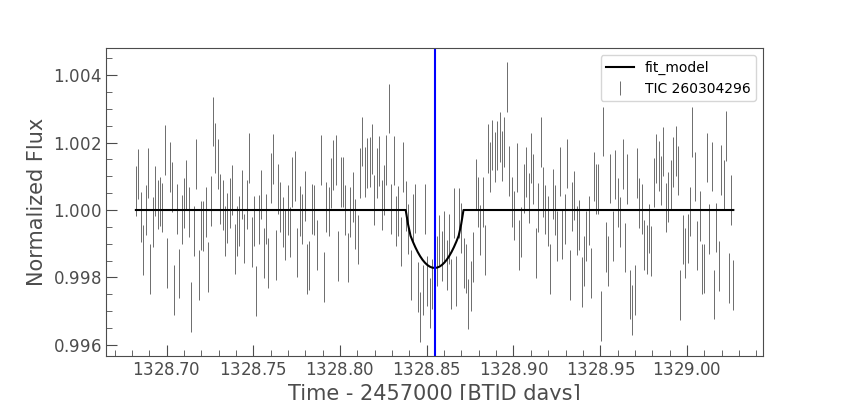 1.004
1.002
1.000
0.998
0.996
Normalized Flux
fit_model
TIC 260304296
1328.70 1328.75 1328.80 1328.85 1328.90 1328.95 1329.00
Time - 2457000 [BTJD days]